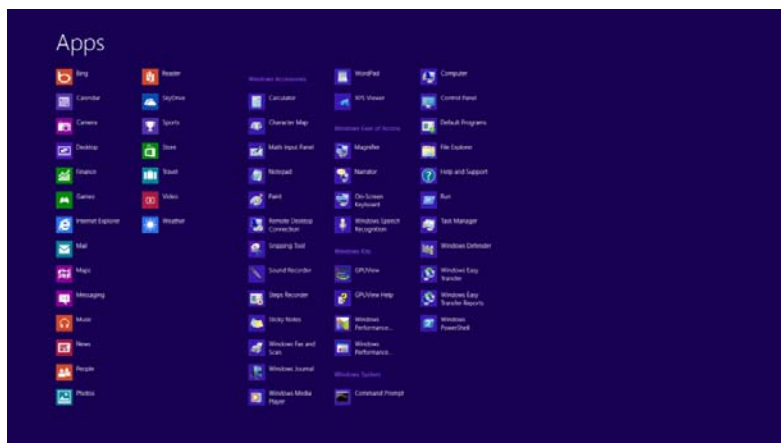 Apps
Bing
Calendar
Camera
Desktop
Finance
Games
Internet Explorer
Mail
Maps
Messaging
Music
News
People
Photos
Reader
SkyDrive
Sports
Store
Travel
Video
Weather
Windows Accessories
Calculator
Character Map
Math Input Panel
Notepad
Paint
Remote Desktop
Connection
Snipping Tool
Sound Recorder
Steps Recorder
Sticky Notes
Windows Fax and
Scan
Windows Journal
Windows Media
Player
WordPad
XPS Viewer
Windows Ease of Access
Magnifier
Narrator
On-Screen
Keyboard
Windows Speech
Recognition
Windows Kits
GPUView
GPUView Help
Windows
Performance...
Windows
Performance...
Windows System
Command Prompt
Computer
Control Panel
Default Programs
File Explorer
Help and Support
Run
Task Manager
Windows Defender
Windows Easy
Transfer
Windows Easy
Transfer Reports
Windows
PowerShell